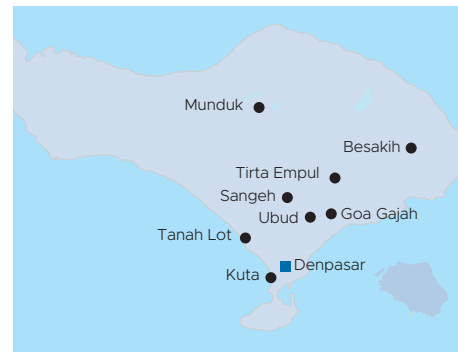 Munduk
Besakih
Tirta Empul
Sangeh
Ubud
Goa Gajah
Tanah Lot
Denpasar
Kuta